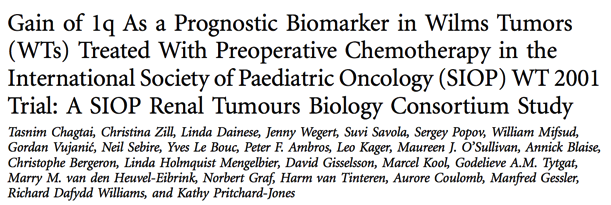 Gain of 1q As a Prognostic Biomarker in Wilms Tumors
(WTs) Treated With Preoperative Chemotherapy in the
International Society of Paediatric Oncology (SIOP) WT 2001
Trial: A SIOP Renal Tumours Biology Consortium Study
Tasnim Chagtai, Christina Zill, Linda Dainese, Jenny Wegert, Suvi Savola, Sergey Popov, William Mifsud,
Gordan Vujanić, Neil Sebire, Yves Le Bouc, Peter F. Ambros, Leo Kager, Maureen J. O'Sullivan, Annick Blaise,
Christophe Bergeron, Linda Holmquist Mengelbier, David Gisselsson, Marcel Kool, Godelieve A.M. Tytgat,
Marry M. van den Heuvel-Eibrink, Norbert Graf, Harm van Tinteren, Aurore Coulomb, Manfred Gessler,
Richard Dafydd Williams, and Kathy Pritchard-Jones